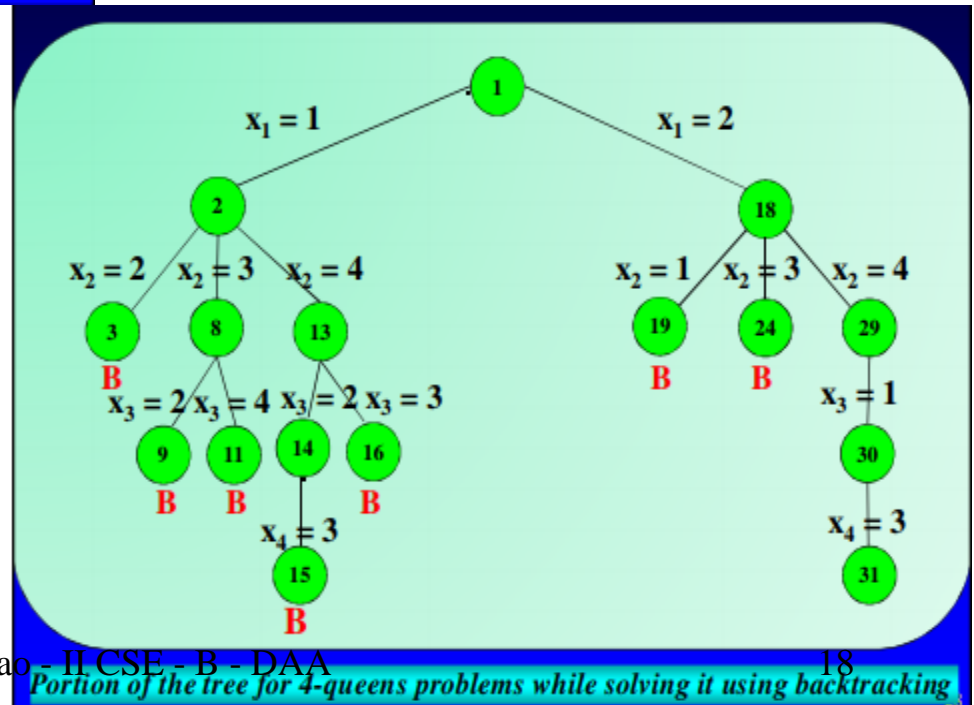 1
x₁ = 1 x₁ = 2
2 18
x₂ = 2 x₂ = 3 x₂ = 4 x₂ = 1 x₂ = 3 x₂ = 4
3 8 13 19 24 29
B B B
x₃ = 2 x₃ = 4 x₃ = 2 x₃ = 3 x₃ = 1
9 11 14 16 30
B B B
x₄ = 3 x₄ = 3
15 31
B
ao - II CSE - B - DAA 18
Portion of the tree for 4-queens problems while solving it using backtracking